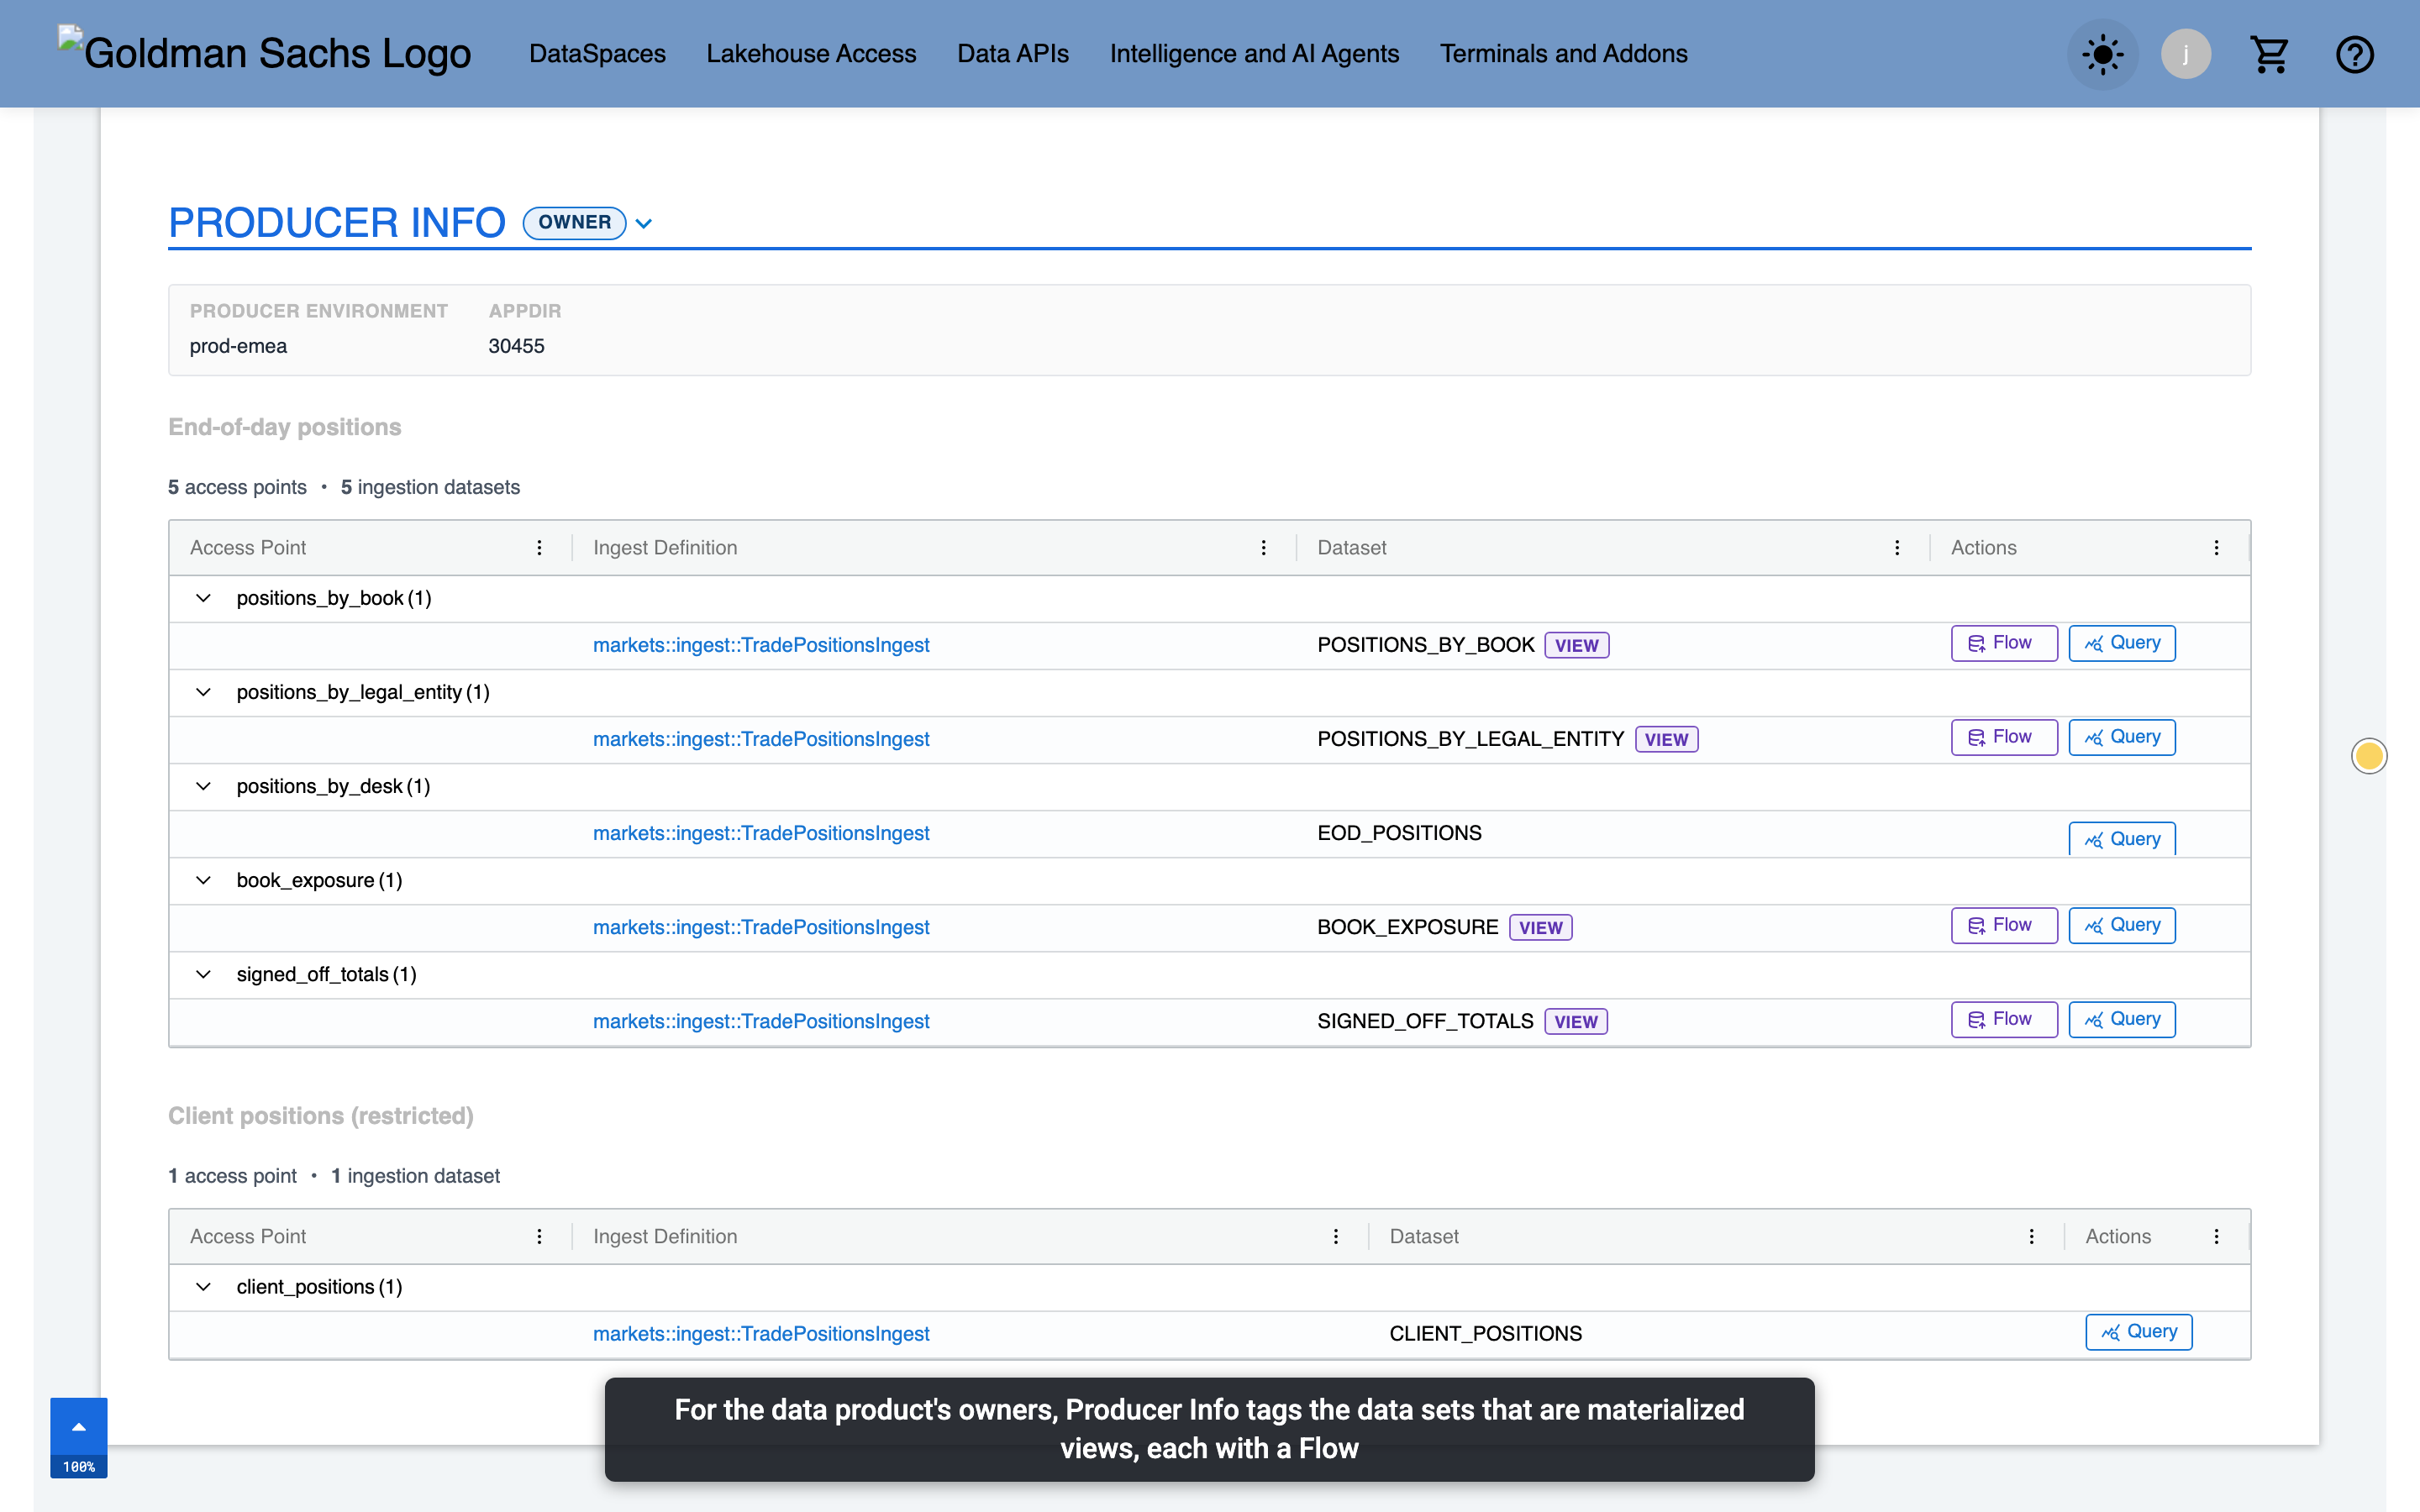 Goldman Sachs Logo DataSpaces Lakehouse Access Data APIs Intelligence and AI Agents Terminals and Addons j
PRODUCER INFO OWNER
PRODUCER ENVIRONMENT APPDIR
prod-emea 30455
End-of-day positions
5 access points • 5 ingestion datasets
Access Point Ingest Definition Dataset Actions
positions_by_book (1)
markets::ingest::TradePositionsIngest POSITIONS_BY_BOOK VIEW Flow Query
positions_by_legal_entity (1)
markets::ingest::TradePositionsIngest POSITIONS_BY_LEGAL_ENTITY VIEW Flow Query
positions_by_desk (1)
markets::ingest::TradePositionsIngest EOD_POSITIONS Query
book_exposure (1)
markets::ingest::TradePositionsIngest BOOK_EXPOSURE VIEW Flow Query
signed_off_totals (1)
markets::ingest::TradePositionsIngest SIGNED_OFF_TOTALS VIEW Flow Query
Client positions (restricted)
1 access point • 1 ingestion dataset
Access Point Ingest Definition Dataset Actions
client_positions (1)
markets::ingest::TradePositionsIngest CLIENT_POSITIONS Query
For the data product's owners, Producer Info tags the data sets that are materialized
views, each with a Flow
100%